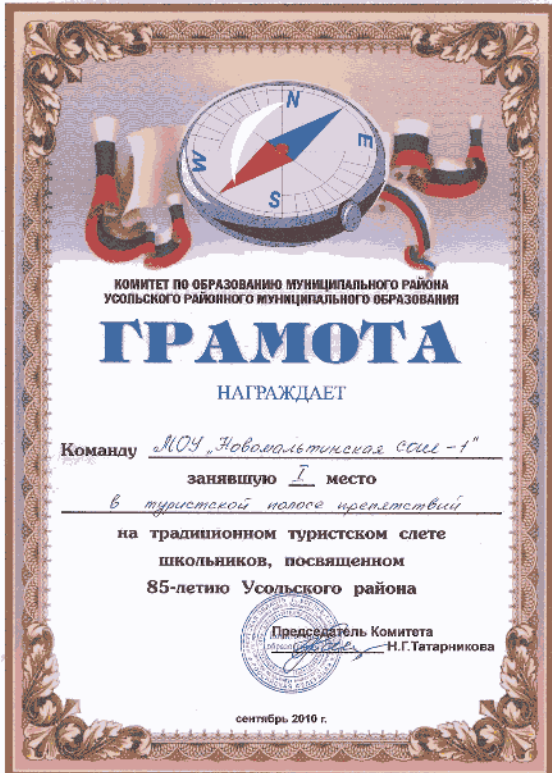 N
E
W
S
КОМИТЕТ ПО ОБРАЗОВАНИЮ МУНИЦИПАЛЬНОГО РАЙОНА
УСОЛЬСКОГО РАЙОННОГО МУНИЦИПАЛЬНОГО ОБРАЗОВАНИЯ
ГРАМОТА
НАГРАЖДАЕТ
Команду МОУ „Новомальтинская СОШ-1"
занявшую I место
в туристской полосе препятствий
на традиционном туристском слете
школьников, посвященном
85-летию Усольского района
Председатель Комитета
Н.Г.Татарникова
сентябрь 2010 г.